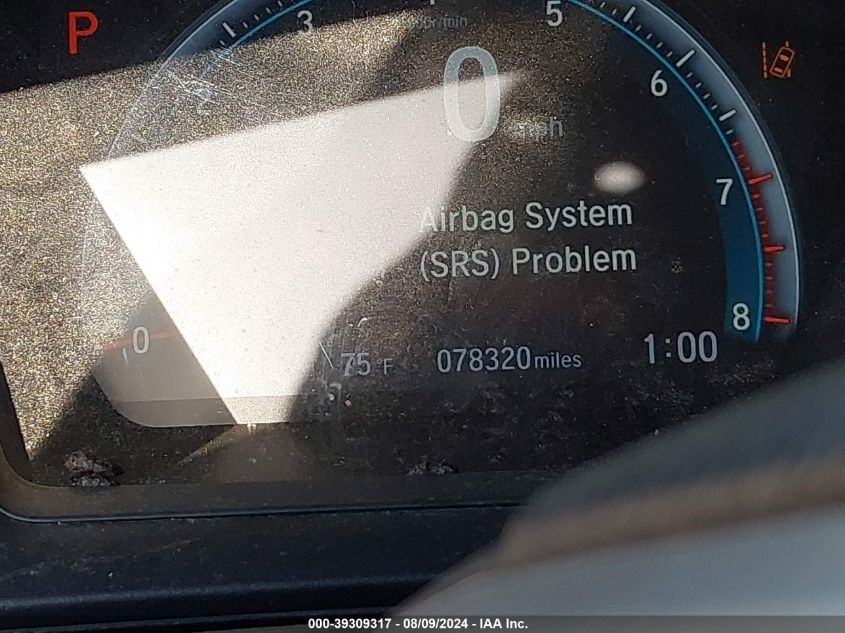 P
3
5
6
7
8
0
0 mph
Airbag System
(SRS) Problem
75 °F 078320 miles 1:00
000-39309317 - 08/09/2024 - IAA Inc.